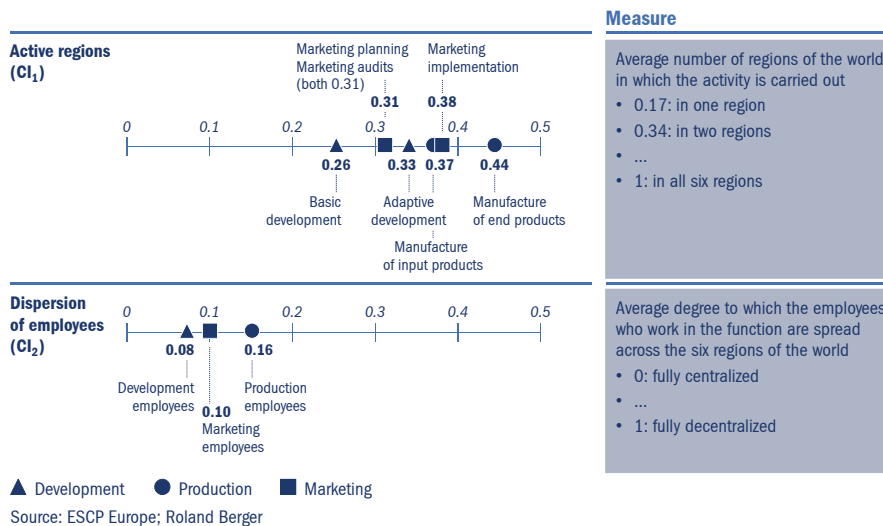 Measure
Active regions
(CI1)
Marketing planning
Marketing audits
(both 0.31)
Marketing
implementation
0.31
0.38
0
0.1
0.2
0.3
0.4
0.5
0.26
0.33
0.37
0.44
Basic
development
Adaptive
development
Manufacture
of end products
Manufacture
of input products
Average number of regions of the world
in which the activity is carried out
• 0.17: in one region
• 0.34: in two regions
• ...
• 1: in all six regions
Dispersion
of employees
(CI2)
0
0.1
0.2
0.3
0.4
0.5
0.08
0.16
Development
employees
Production
employees
0.10
Marketing
employees
Average degree to which the employees
who work in the function are spread
across the six regions of the world
• 0: fully centralized
• ...
• 1: fully decentralized
Development
Production
Marketing
Source: ESCP Europe; Roland Berger